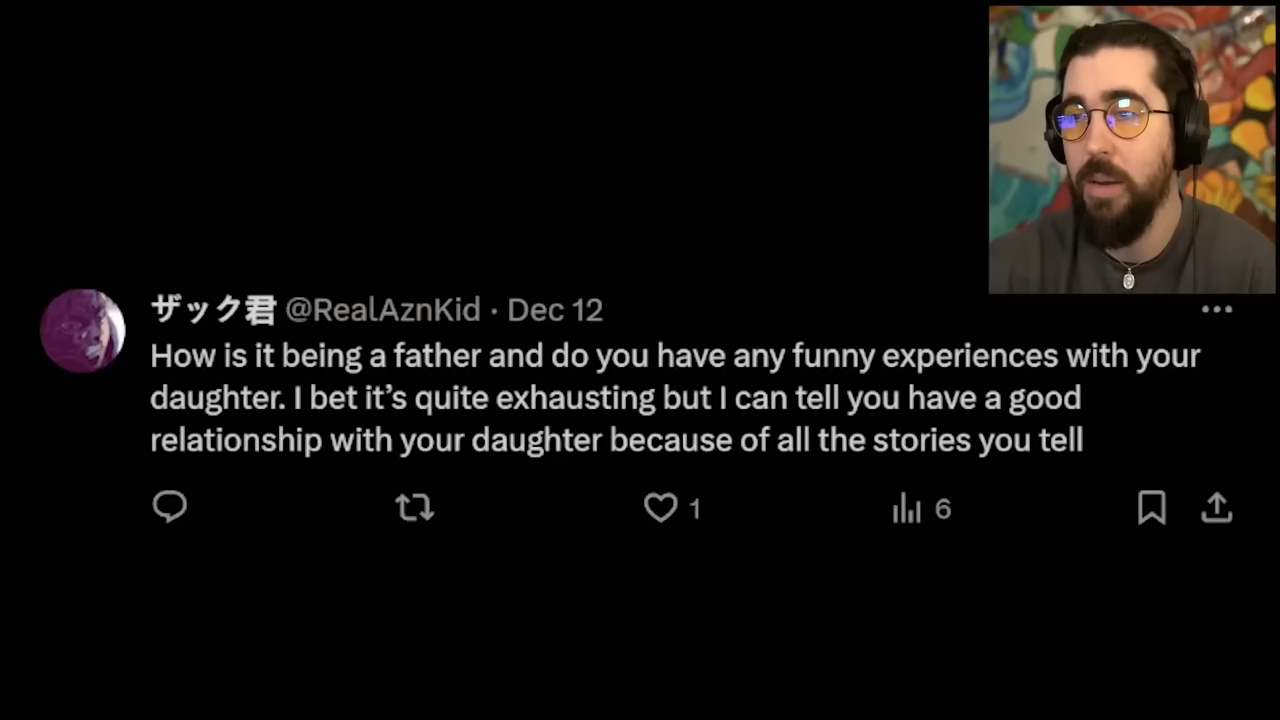 ザック君 @RealAznKid · Dec 12
How is it being a father and do you have any funny experiences with your
daughter. I bet it’s quite exhausting but I can tell you have a good
relationship with your daughter because of all the stories you tell
1 6